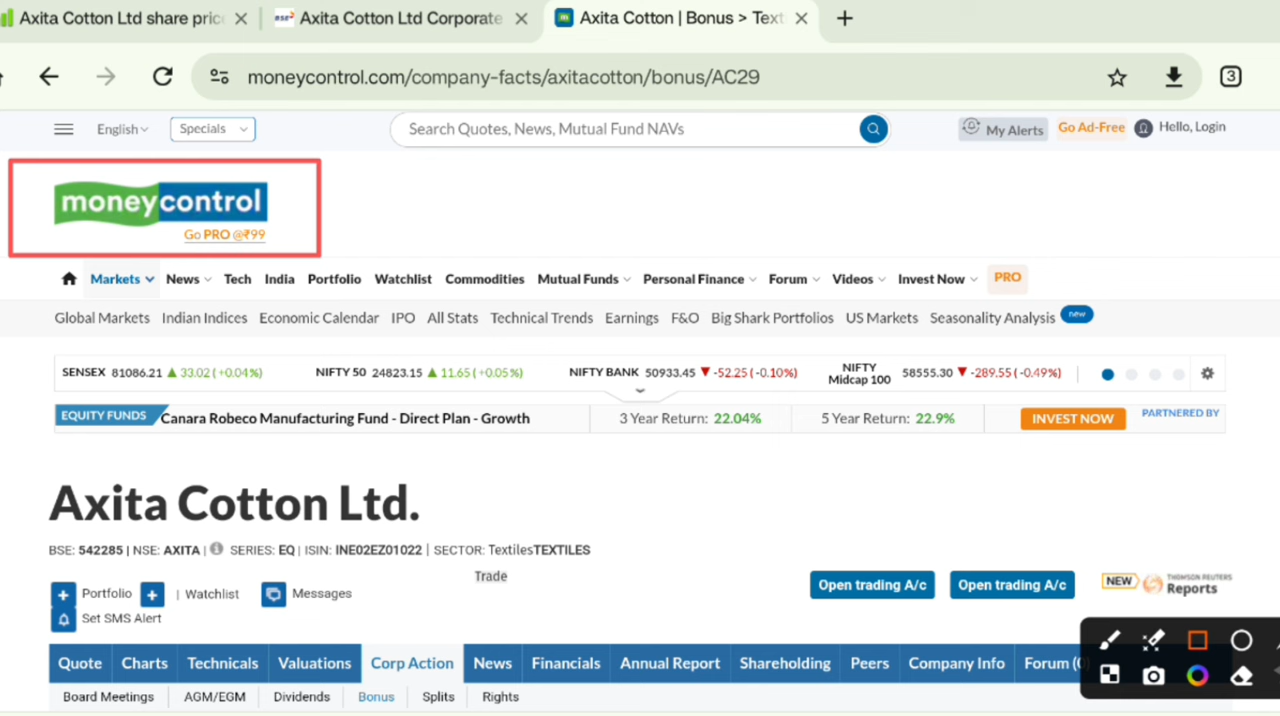 Axita Cotton Ltd share pric
BSE Axita Cotton Ltd Corporate
m Axita Cotton | Bonus > Texti
moneycontrol.com/company-facts/axitacotton/bonus/AC29
3
English
Specials
Search Quotes, News, Mutual Fund NAVs
My Alerts
Go Ad-Free
Hello, Login
moneycontrol
Go PRO @₹99
Markets News Tech India Portfolio Watchlist Commodities Mutual Funds Personal Finance Forum Videos Invest Now PRO
Global Markets Indian Indices Economic Calendar IPO All Stats Technical Trends Earnings F&O Big Shark Portfolios US Markets Seasonality Analysis new
SENSEX 81086.21 ▲ 33.02 (+0.04%) NIFTY 50 24823.15 ▲ 11.65 (+0.05%) NIFTY BANK 50933.45 ▼ -52.25 (-0.10%) NIFTY Midcap 100 58555.30 ▼ -289.55 (-0.49%)
EQUITY FUNDS Canara Robeco Manufacturing Fund - Direct Plan - Growth 3 Year Return: 22.04% 5 Year Return: 22.9% INVEST NOW PARTNERED BY
Axita Cotton Ltd.
BSE: 542285 | NSE: AXITA | SERIES: EQ | ISIN: INE02EZ01022 | SECTOR: TextilesTEXTILES
Trade
+ Portfolio + | Watchlist Messages
Set SMS Alert
Open trading A/c Open trading A/c
NEW THOMSON REUTERS
Reports
Quote Charts Technicals Valuations Corp Action News Financials Annual Report Shareholding Peers Company Info Forum (
Board Meetings AGM/EGM Dividends Bonus Splits Rights